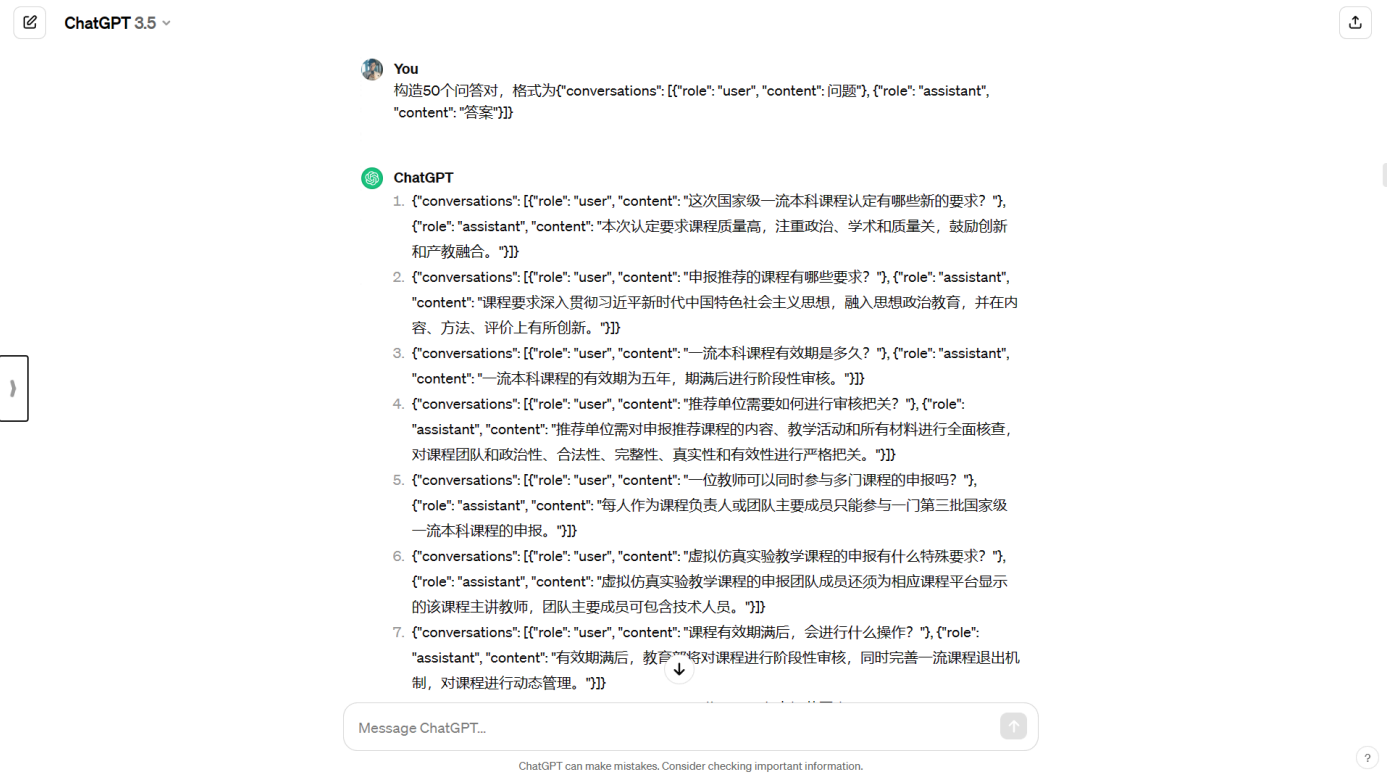 ChatGPT 3.5
You
构造50个问答对，格式为{"conversations": [{"role": "user", "content": 问题"}, {"role": "assistant",
"content": "答案"}]}
ChatGPT
1. {"conversations": [{"role": "user", "content": "这次国家级一流本科课程认定有哪些新的要求？"},
{"role": "assistant", "content": "本次认定要求课程质量高，注重政治、学术和质量关，鼓励创新
和产教融合。"}]}
2. {"conversations": [{"role": "user", "content": "申报推荐的课程有哪些要求？"}, {"role": "assistant",
"content": "课程要求深入贯彻习近平新时代中国特色社会主义思想，融入思想政治教育，并在内
容、方法、评价上有所创新。"}]}
3. {"conversations": [{"role": "user", "content": "一流本科课程有效期是多久？"}, {"role": "assistant",
"content": "一流本科课程的有效期为五年，期满后进行阶段性审核。"}]}
4. {"conversations": [{"role": "user", "content": "推荐单位需要如何进行审核把关？"}, {"role":
"assistant", "content": "推荐单位需对申报推荐课程的内容、教学活动和所有材料进行全面核查，
对课程团队和政治性、合法性、完整性、真实性和有效性进行严格把关。"}]}
5. {"conversations": [{"role": "user", "content": "一位教师可以同时参与多门课程的申报吗？"},
{"role": "assistant", "content": "每人作为课程负责人或团队主要成员只能参与一门第三批国家级
一流本科课程的申报。"}]}
6. {"conversations": [{"role": "user", "content": "虚拟仿真实验教学课程的申报有什么特殊要求？"},
{"role": "assistant", "content": "虚拟仿真实验教学课程的申报团队成员还须为相应课程平台显示
的该课程主讲教师，团队主要成员可包含技术人员。"}]}
7. {"conversations": [{"role": "user", "content": "课程有效期满后，会进行什么操作？"}, {"role":
"assistant", "content": "有效期满后，教育部将对课程进行阶段性审核，同时完善一流课程退出机
制，对课程进行动态管理。"}]}
Message ChatGPT...
ChatGPT can make mistakes. Consider checking important information.
?